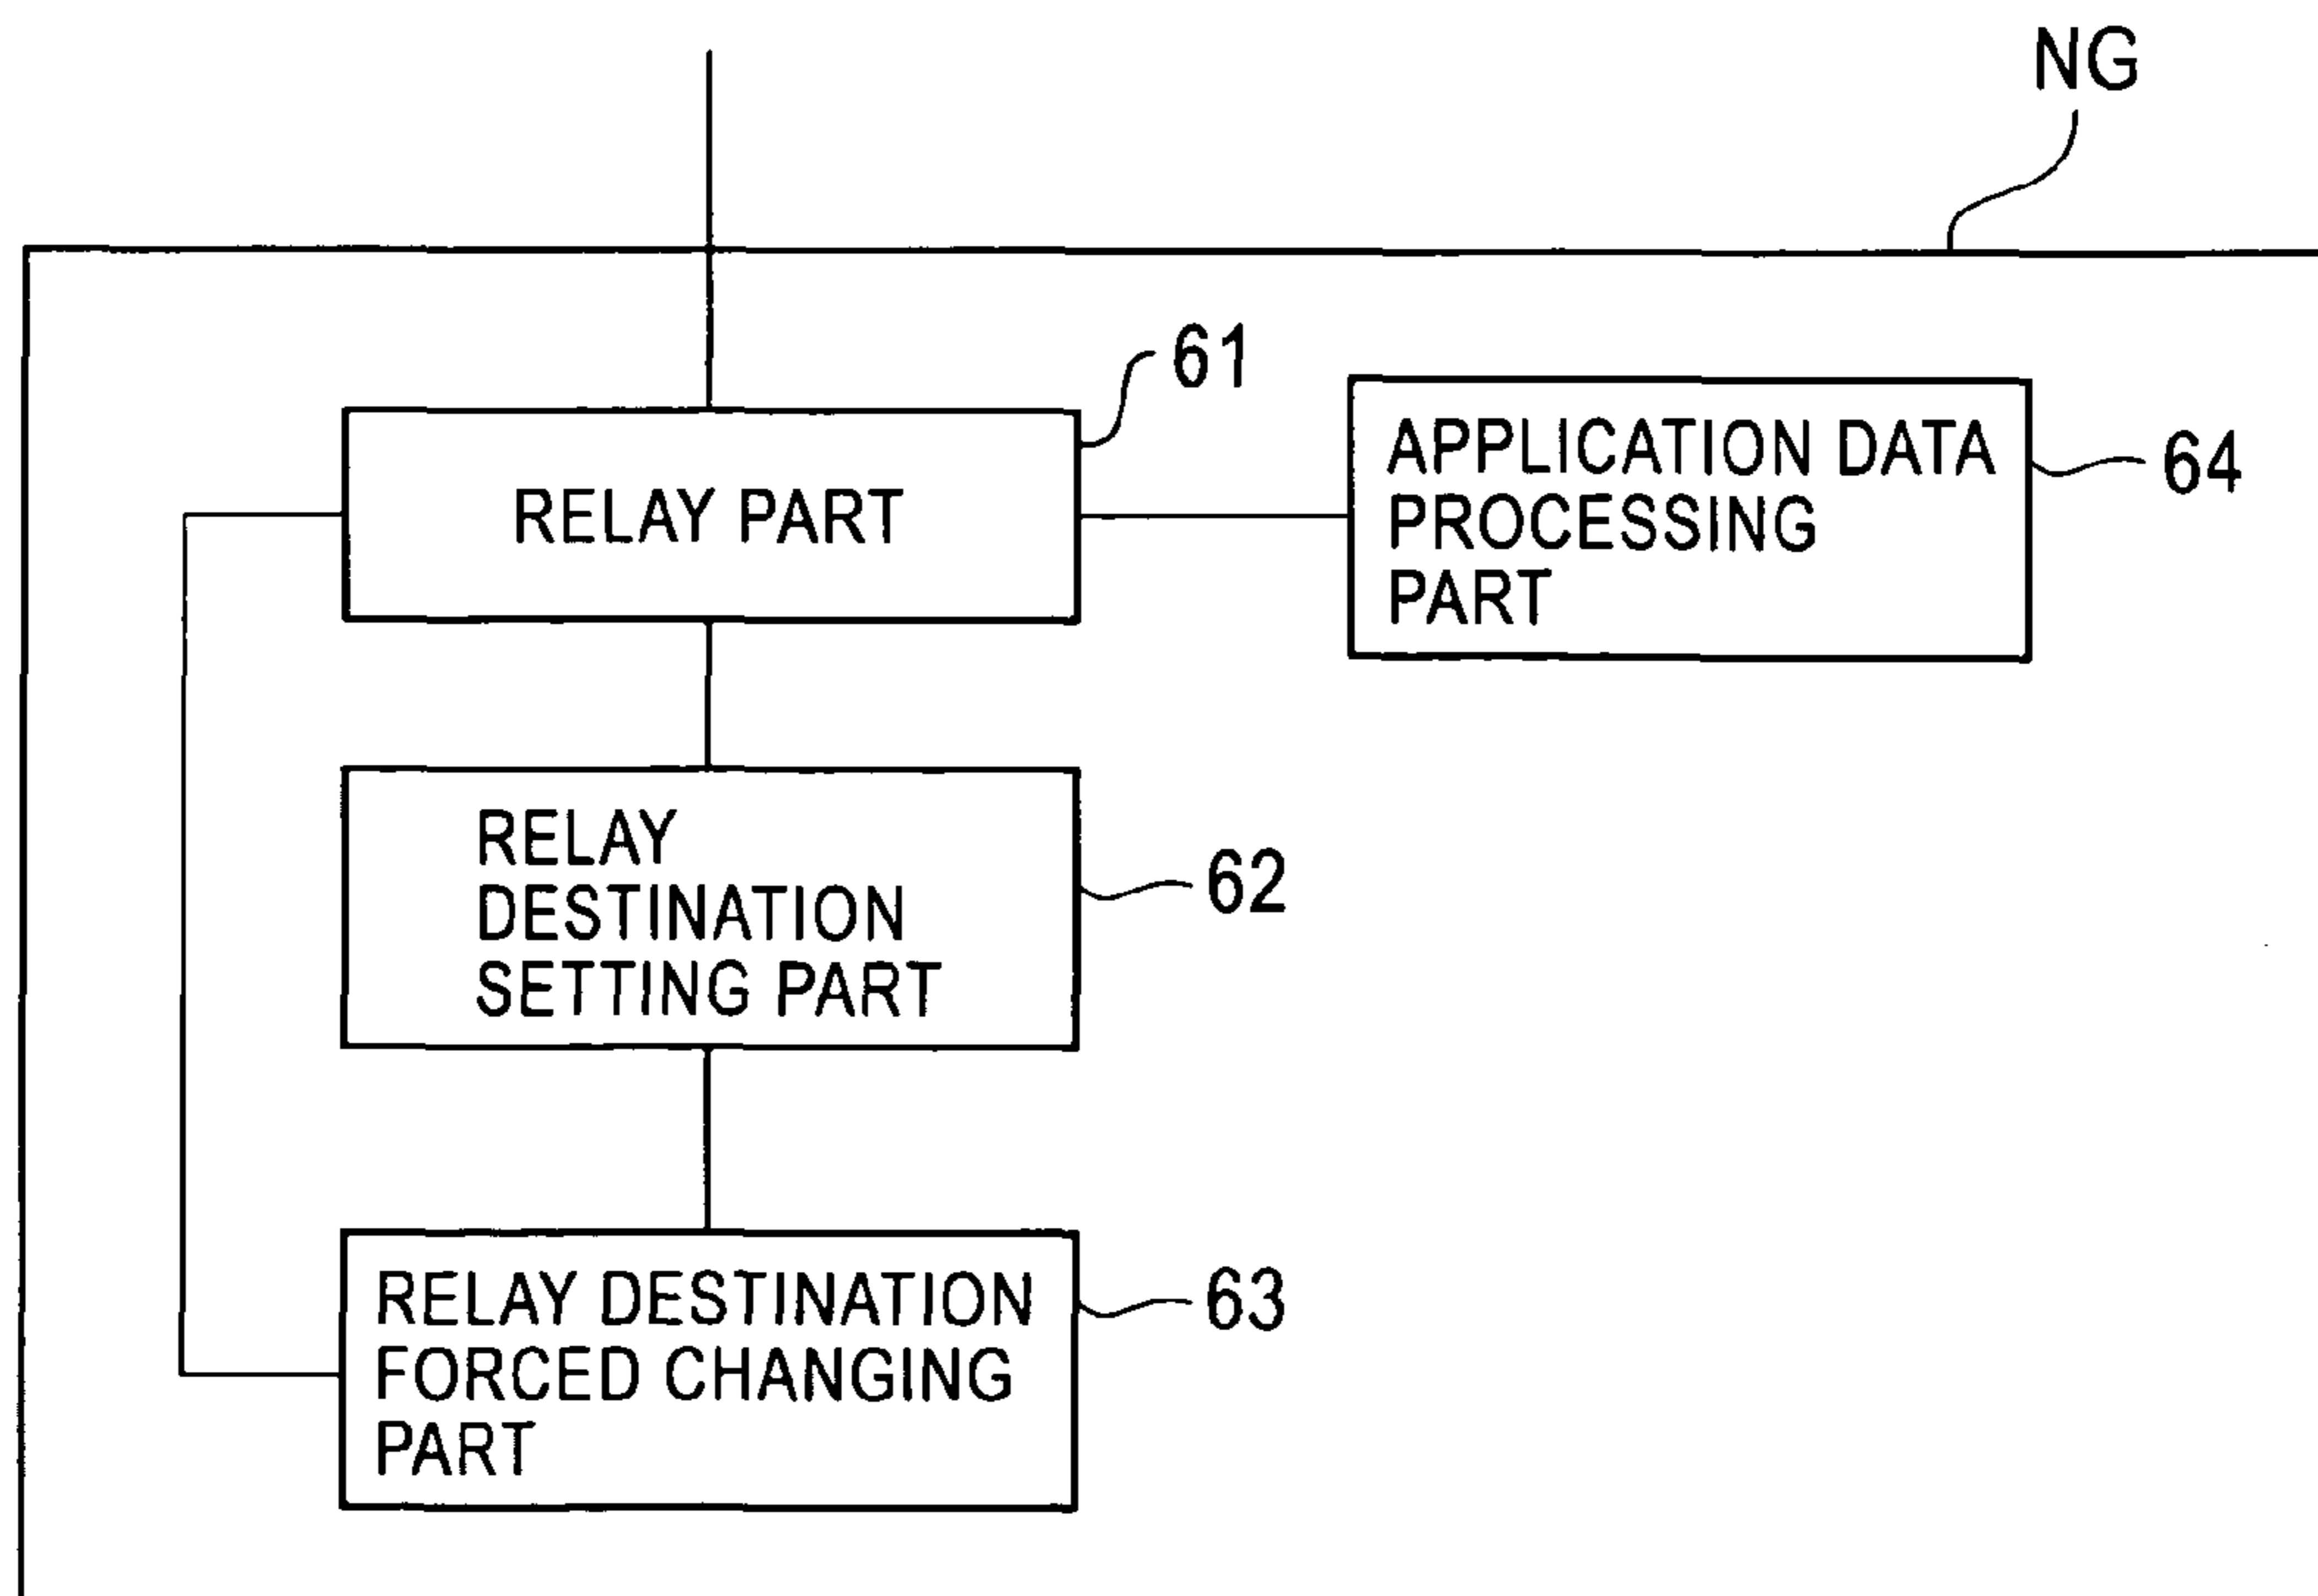 NG
61
RELAY PART
APPLICATION DATA
PROCESSING
PART
64
RELAY
DESTINATION
SETTING PART
62
RELAY DESTINATION
FORCED CHANGING
PART
63